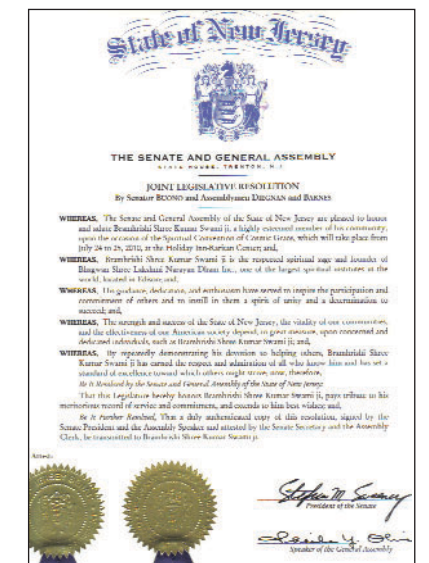 State of New Jersey
THE SENATE AND GENERAL ASSEMBLY
STATE HOUSE, TRENTON, N.J.
JOINT LEGISLATIVE RESOLUTION
By Senator BUONO and Assemblymen DIEGNAN and BARNES
WHEREAS, The Senate and General Assembly of the State of New Jersey are pleased to honor
and salute Bramhrishi Shree Kumar Swami ji, a highly esteemed member of his community,
upon the occasion of the Spiritual Convention of Cosmic Grace, which will take place from
July 24 to 25, 2010, at the Holiday Inn-Raritan Center; and,
WHEREAS, Bramhrishi Shree Kumar Swami ji is the respected spiritual sage and founder of
Bhagwan Shree Lakshmi Narayan Dham Inc., one of the largest spiritual institutes of the
world, located in Edison; and,
WHEREAS, His guidance, dedication, and enthusiasm have served to inspire the participation and
commitment of others and to instill in them a spirit of unity and a determination to
succeed; and,
WHEREAS, The strength and success of the State of New Jersey, the vitality of our communities,
and the effectiveness of our American society depend, in great measure, upon concerned and
dedicated individuals, such as Bramhrishi Shree Kumar Swami ji; and,
WHEREAS, By repeatedly demonstrating his devotion to helping others, Bramhrishi Shree
Kumar Swami ji has earned the respect and admiration of all who know him and has set a
standard of excellence toward which others might strive; now, therefore,
Be It Resolved by the Senate and General Assembly of the State of New Jersey:
That this Legislature hereby honors Bramhrishi Shree Kumar Swami ji, pays tribute to his
meritorious record of service and commitment, and extends to him best wishes; and,
Be It Further Resolved, That a duly authenticated copy of this resolution, signed by the
Senate President and the Assembly Speaker and attested by the Senate Secretary and the Assembly
Clerk, be transmitted to Bramhrishi Shree Kumar Swami ji.
Attest:
Stephen M. Sweeney
President of the Senate
Sheila Y. Oliver
Speaker of the General Assembly